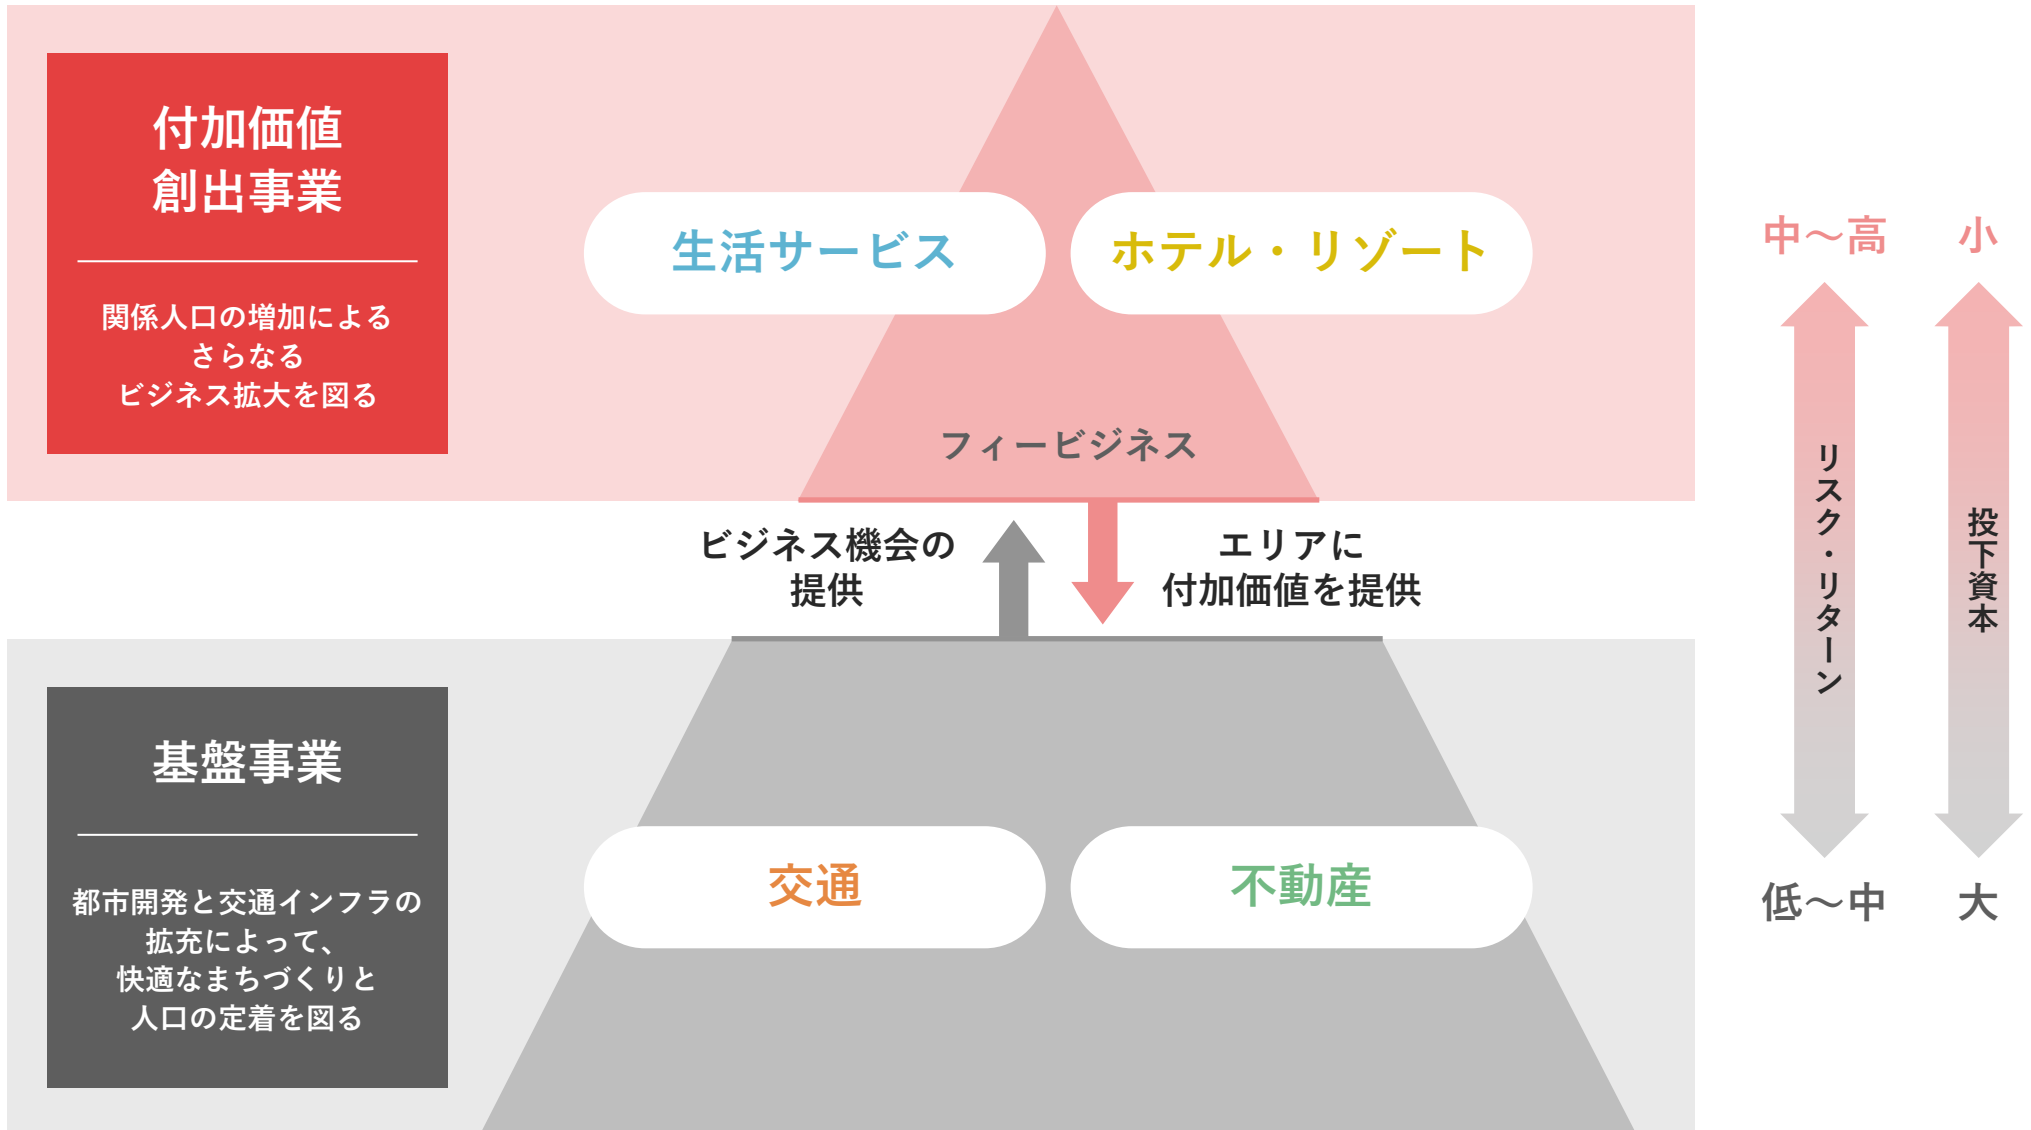 付加価値
創出事業
関係人口の増加による
さらなる
ビジネス拡大を図る
生活サービス
ホテル・リゾート
フィービジネス
ビジネス機会の
提供
エリアに
付加価値を提供
基盤事業
都市開発と交通インフラの
拡充によって、
快適なまちづくりと
人口の定着を図る
交通
不動産
中〜高
リスク・リターン
低〜中
小
投下資本
大